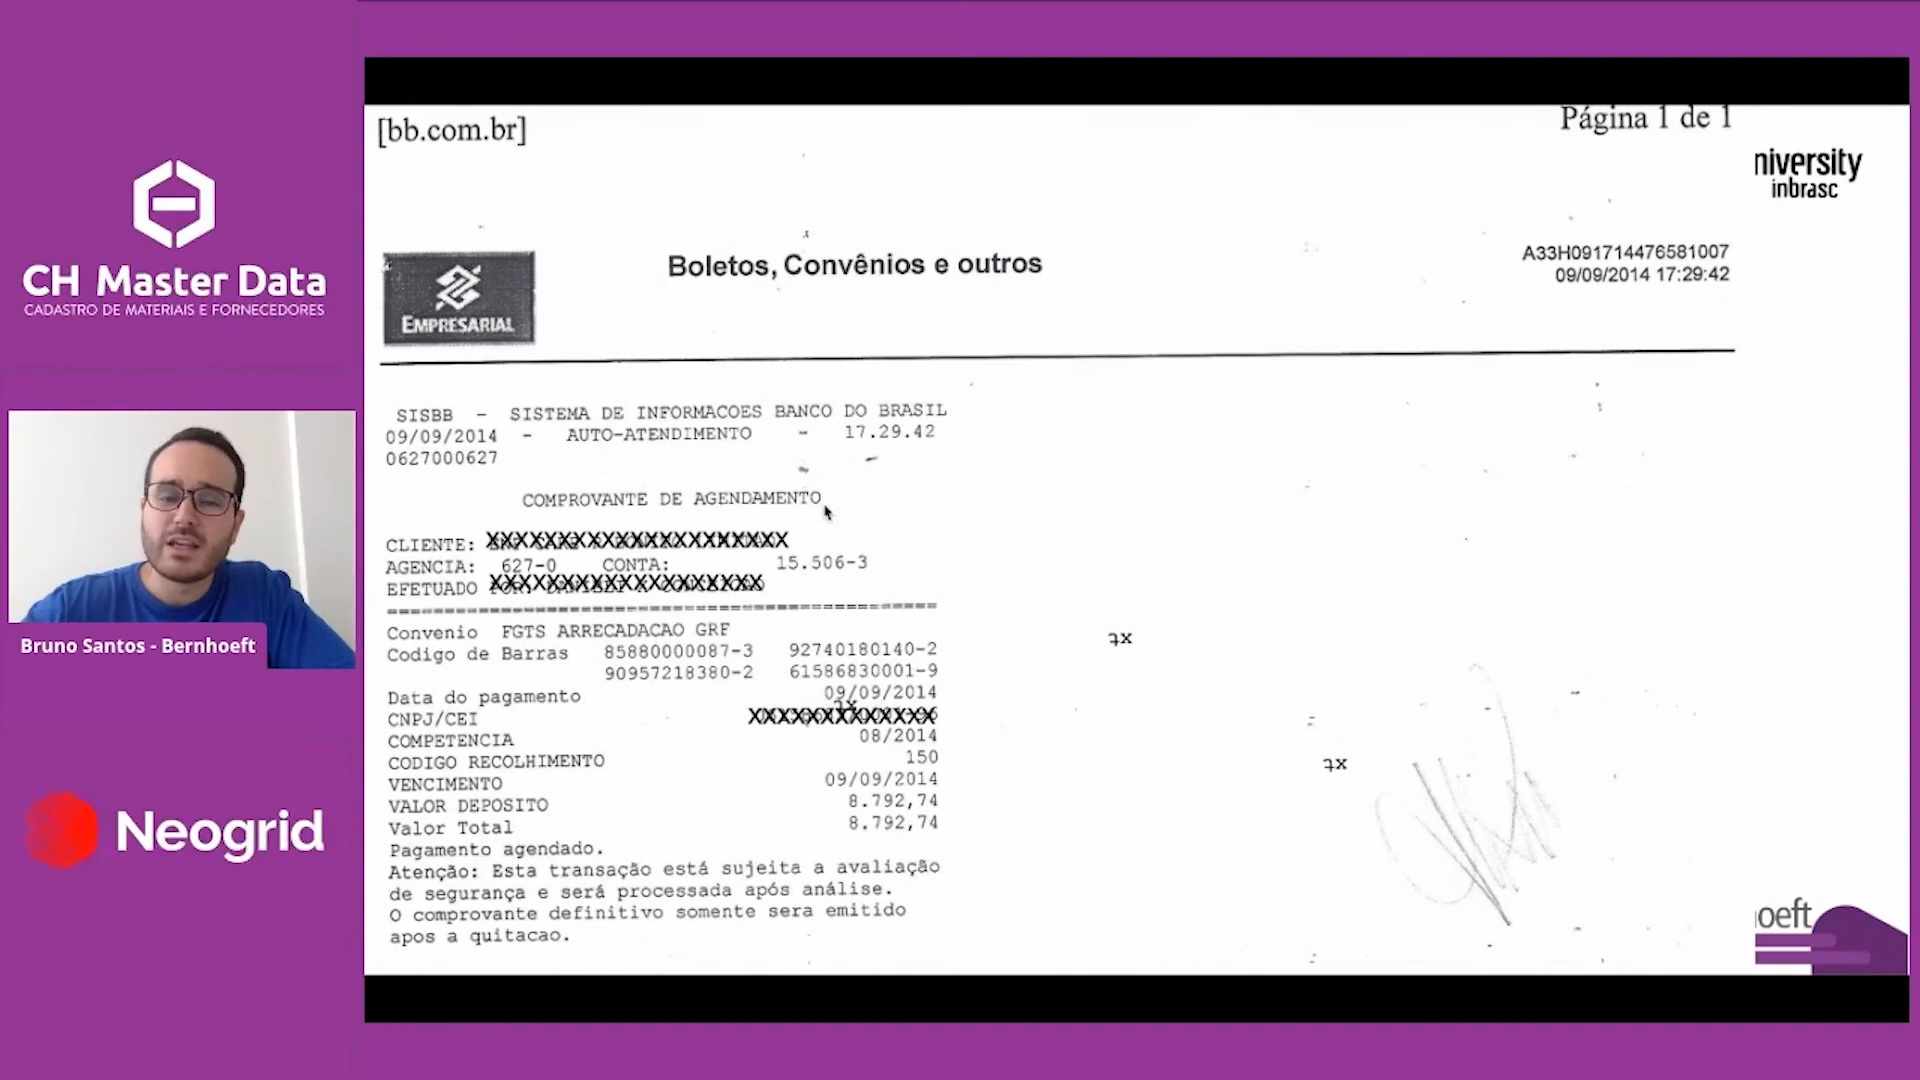 CH Master Data
CADASTRO DE MATERIAIS E FORNECEDORES
Bruno Santos - Bernhoeft
Neogrid
[bb.com.br]
Página 1 de 1
niversity
inbrasc
EMPRESARIAL
Boletos, Convênios e outros
A33H091714476581007
09/09/2014 17:29:42
SISBB - SISTEMA DE INFORMACOES BANCO DO BRASIL
09/09/2014 - AUTO-ATENDIMENTO - 17.29.42
0627000627
COMPROVANTE DE AGENDAMENTO
CLIENTE: XXXXXXXXXXXXXXXXXXXXX
AGENCIA: 627-0 CONTA: 15.506-3
EFETUADO XXXXXXXXXXXXXXXXXXX
================================================
Convenio FGTS ARRECADACAO GRF
Codigo de Barras 85880000087-3 92740180140-2
90957218380-2 61586830001-9
Data do pagamento 09/09/2014
CNPJ/CEI XXXXXXXXXXXXX
COMPETENCIA 08/2014
CODIGO RECOLHIMENTO 150
VENCIMENTO 09/09/2014
VALOR DEPOSITO 8.792,74
Valor Total 8.792,74
Pagamento agendado.
Atenção: Esta transação está sujeita a avaliação
de segurança e será processada após análise.
O comprovante definitivo somente sera emitido
apos a quitacao.
oeft